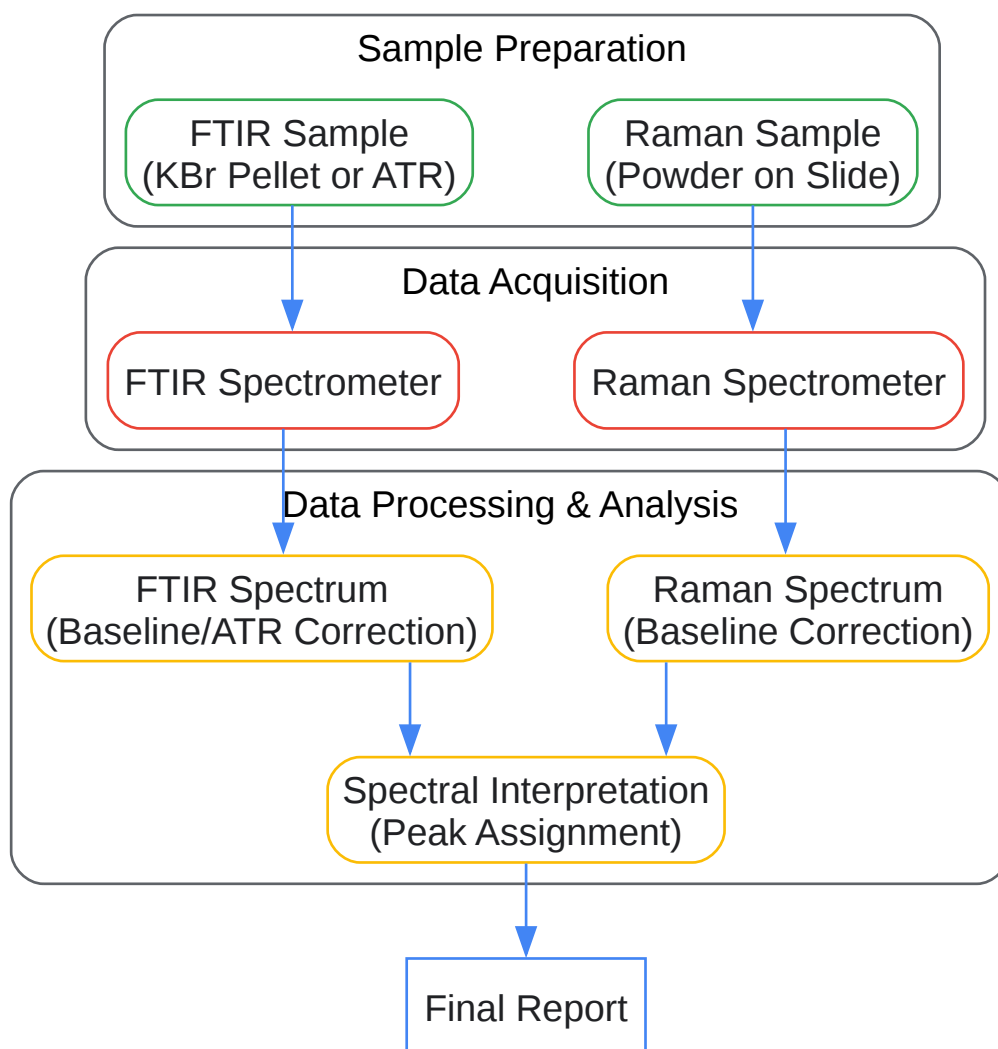 Sample Preparation
FTIR Sample
(KBr Pellet or ATR)
Raman Sample
(Powder on Slide)
Data Acquisition
FTIR Spectrometer
Raman Spectrometer
Data Processing & Analysis
FTIR Spectrum
(Baseline/ATR Correction)
Raman Spectrum
(Baseline Correction)
Spectral Interpretation
(Peak Assignment)
Final Report